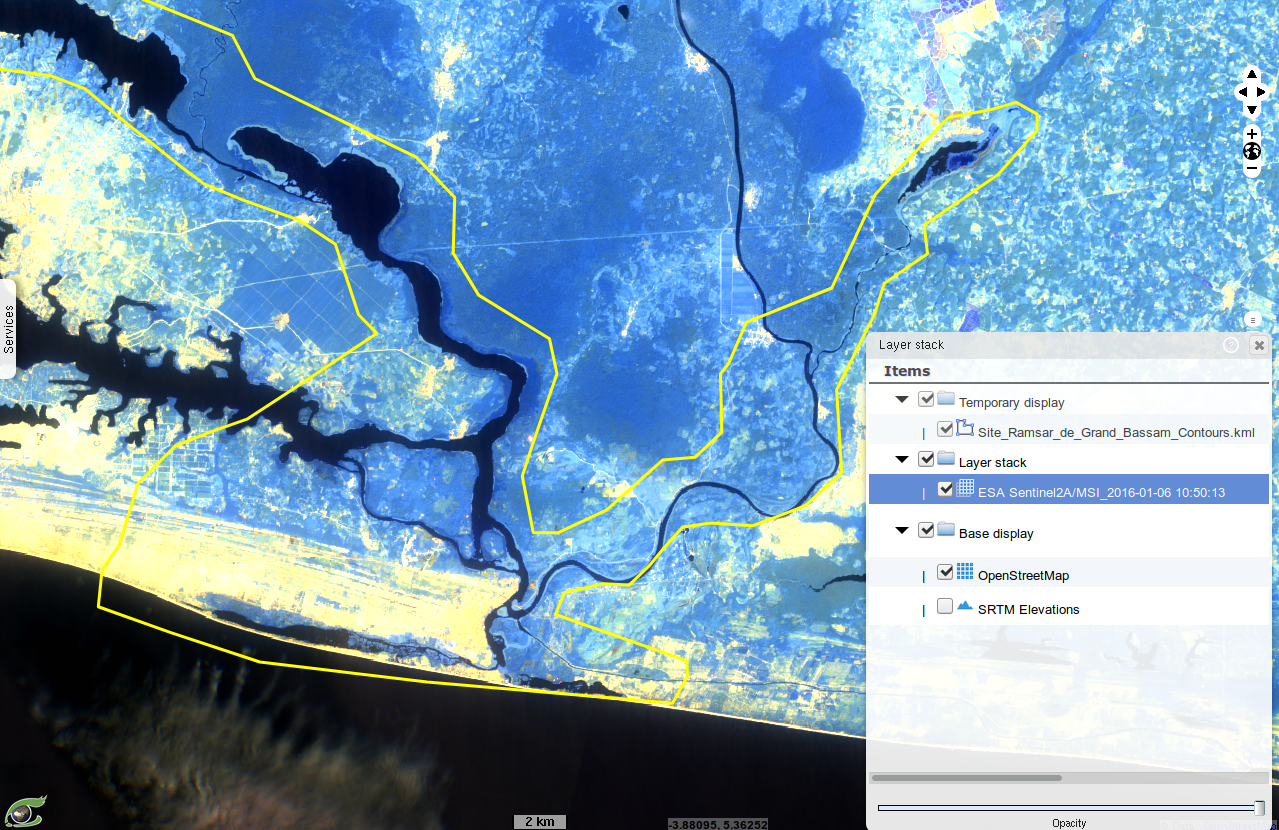 Services
Layer stack
Items
Temporary display
Site_Ramsar_de_Grand_Bassam_Contours.kml
Layer stack
ESA Sentinel2A/MSI_2016-01-06 10:50:13
Base display
OpenStreetMap
SRTM Elevations
Opacity
2 km
-3.88095, 5.36252